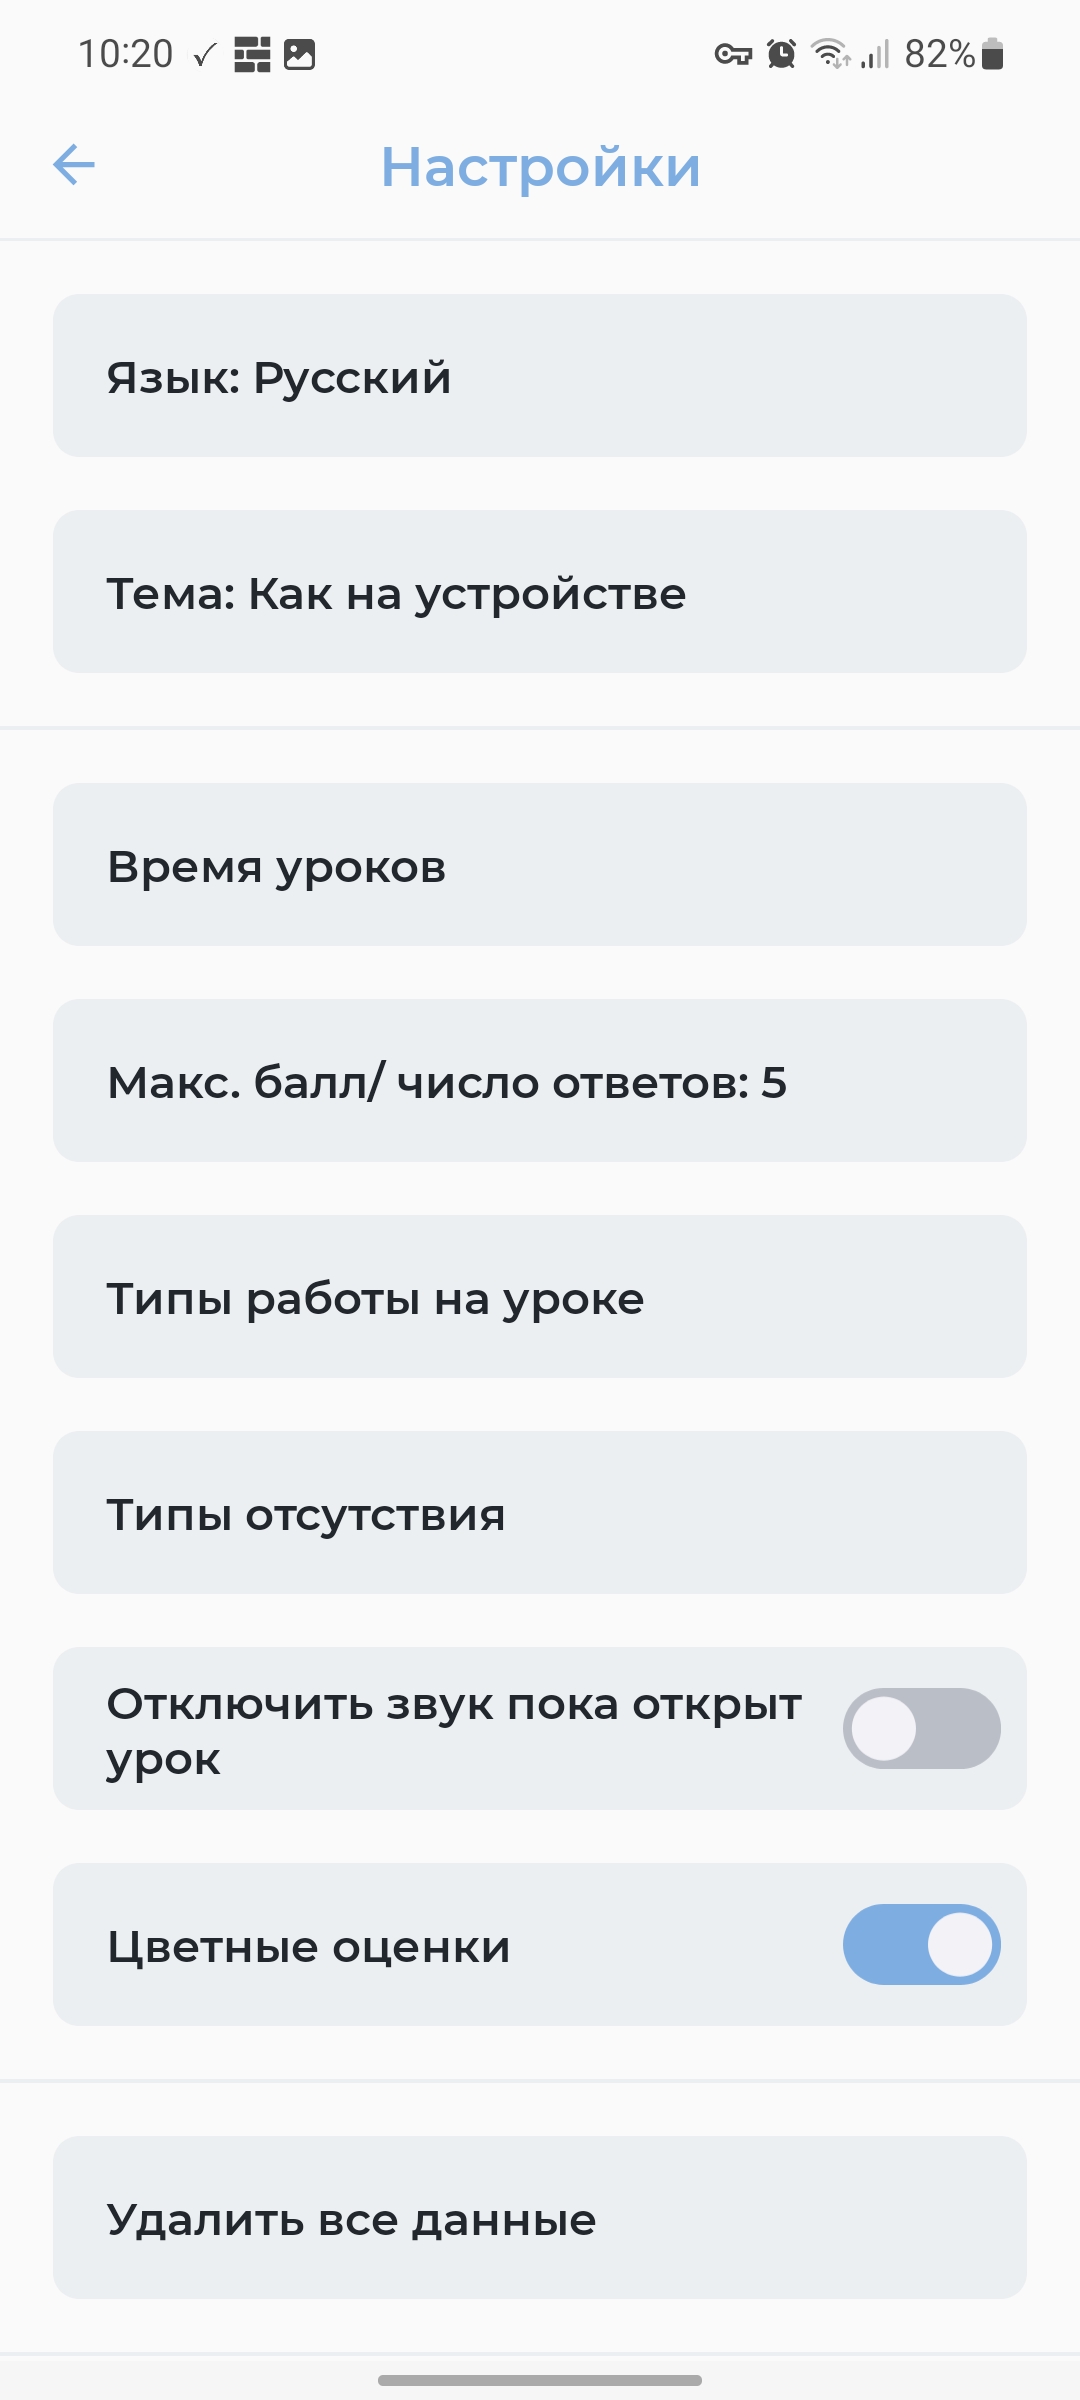 10:20
82%
Настройки
Язык: Русский
Тема: Как на устройстве
Время уроков
Макс. балл/ число ответов: 5
Типы работы на уроке
Типы отсутствия
Отключить звук пока открыт
урок
Цветные оценки
Удалить все данные